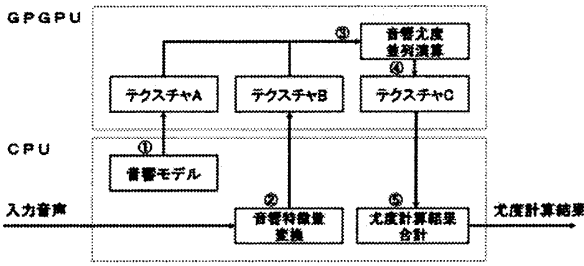 GPGPU
③
音響尤度
並列演算
④
テクスチャA
テクスチャB
テクスチャC
CPU
①
音響モデル
入力音声
②
音響特徴量
変換
⑤
尤度計算結果
合計
尤度計算結果